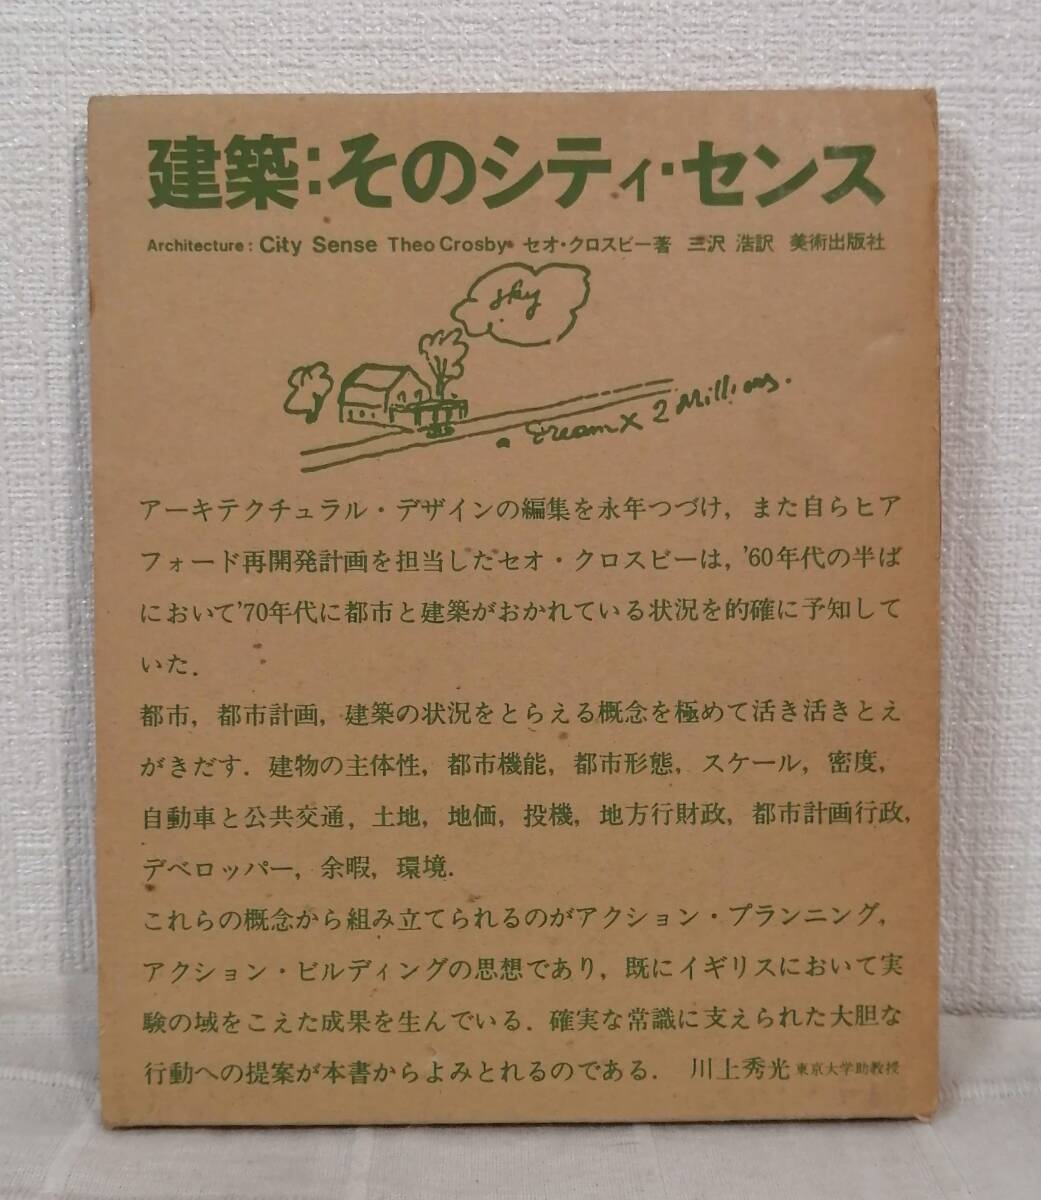 建築:そのシティ・センス
Architecture: City Sense Theo Crosby セオ・クロスビー著 三沢 浩訳 美術出版社
sky
× 2 Millions.
アーキテクチュラル・デザインの編集を永年つづけ，また自らヒア
フォード再開発計画を担当したセオ・クロスビーは，'60年代の半ば
において'70年代に都市と建築がおかれている状況を的確に予知して
いた．
都市，都市計画，建築の状況をとらえる概念を極めて活き活きとえ
がきだす．建物の主体性，都市機能，都市形態，スケール，密度，
自動車と公共交通，土地，地価，投機，地方行財政，都市計画行政，
デベロッパー，余暇，環境．
これらの概念から組み立てられるのがアクション・プランニング，
アクション・ビルディングの思想であり，既にイギリスにおいて実
験の域をこえた成果を生んでいる．確実な常識に支えられた大胆な
行動への提案が本書からよみとれるのである． 川上秀光 東京大学助教授